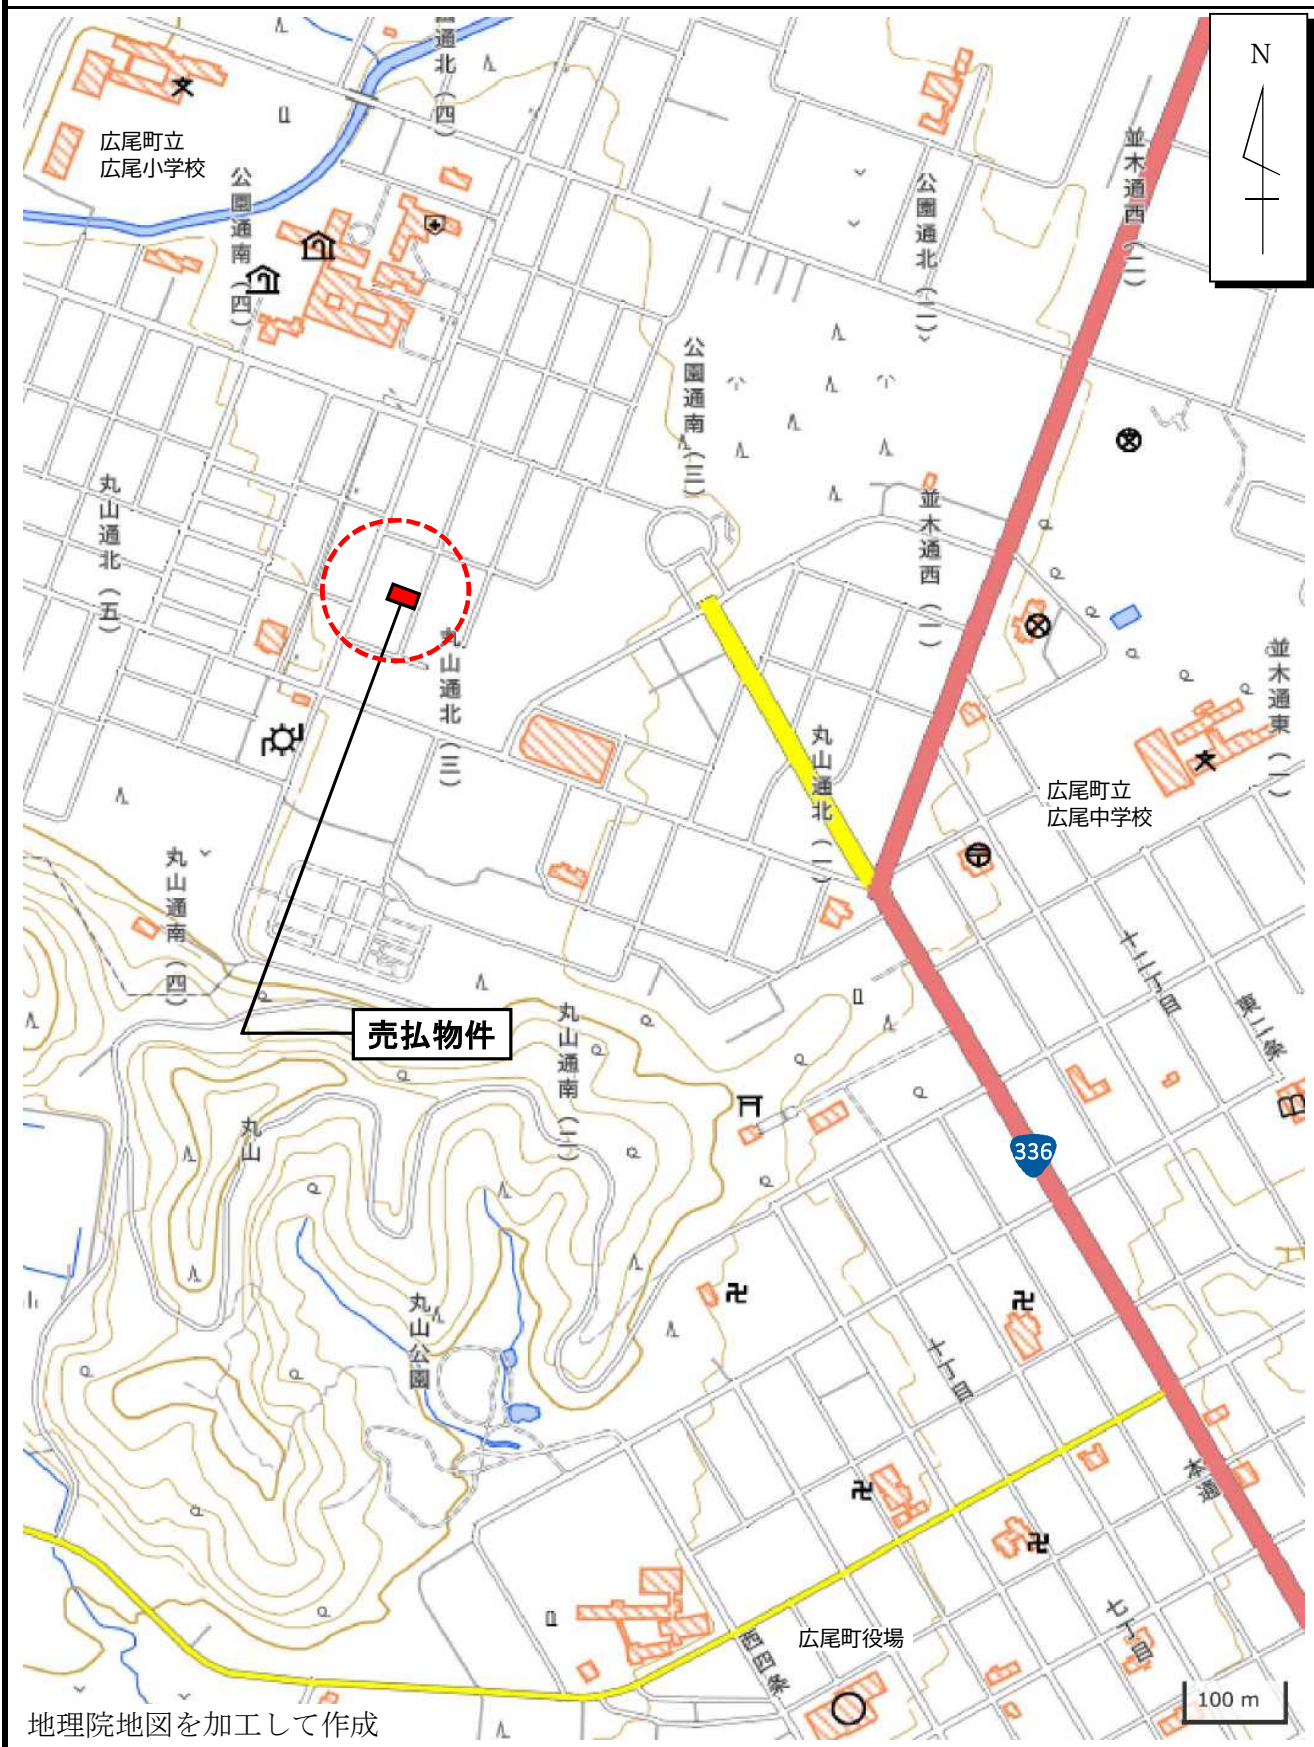 N
丸山通北（四）
並木通西（二）
広尾町立
広尾小学校
公園通南（四）
公園通北（二）
公園通南（三）
丸山通北（五）
並木通西（一）
丸山通北（三）
並木通東（一）
丸山通北（一）
広尾町立
広尾中学校
丸山通南（四）
十二丁目
東二条
売払物件
丸山通南（二）
丸山
336
丸山公園
十丁目
本通
七丁目
広尾町役場
西四条
100 m
地理院地図を加工して作成